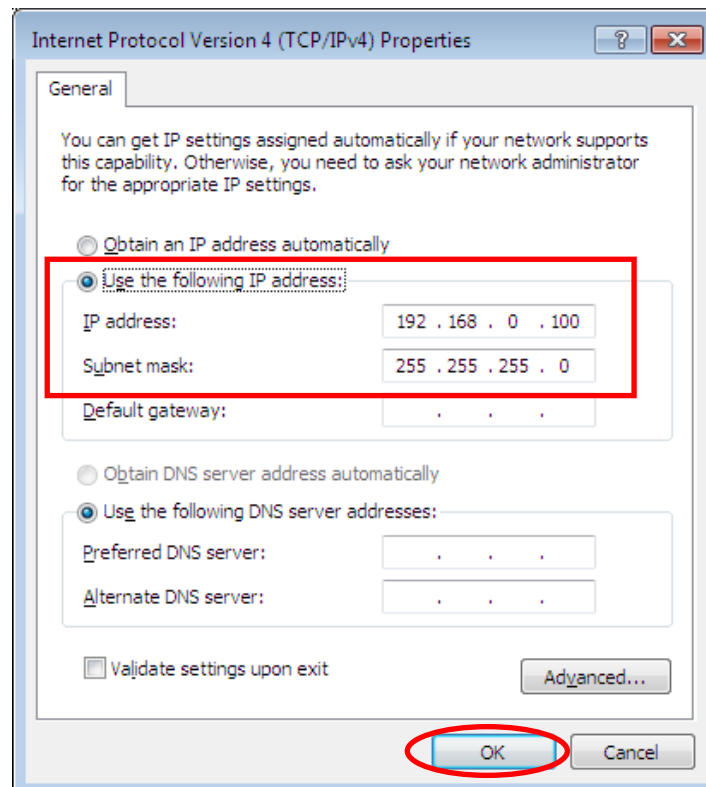 Internet Protocol Version 4 (TCP/IPv4) Properties
?
General
You can get IP settings assigned automatically if your network supports
this capability. Otherwise, you need to ask your network administrator
for the appropriate IP settings.
Obtain an IP address automatically
Use the following IP address:
IP address: 192 . 168 . 0 . 100
Subnet mask: 255 . 255 . 255 . 0
Default gateway: . . .
Obtain DNS server address automatically
Use the following DNS server addresses:
Preferred DNS server: . . .
Alternate DNS server: . . .
Validate settings upon exit
Advanced...
OK Cancel